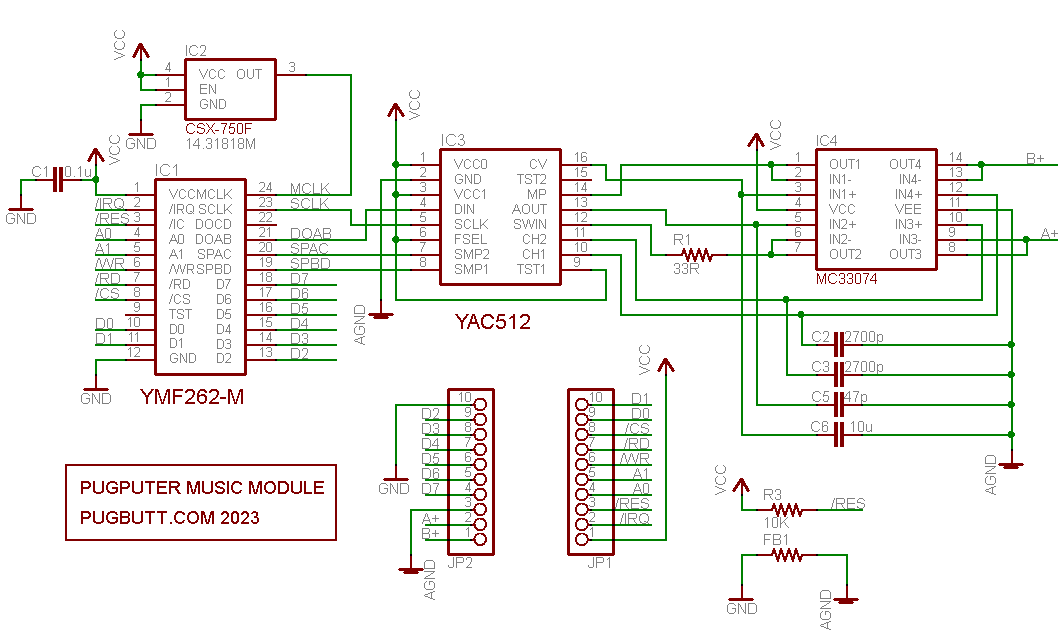 VCC
IC2
4 VCC OUT 3
1 EN
2 GND
CSX-750F
14.31818M
GND
VCC
C1 0.1u
GND
IC1
1 VCC MCLK 24 MCLK
/IRQ 2 /IRQ SCLK 23 SCLK
/RES 3 /IC DOCD 22
A0 4 A0 DOAB 21 DOAB
A1 5 A1 SPAC 20 SPAC
/WR 6 /WR SPBD 19 SPBD
/RD 7 /RD D7 18 D7
/CS 8 /CS D6 17 D6
9 TST D5 16 D5
D0 10 D0 D4 15 D4
D1 11 D1 D3 14 D3
12 GND D2 13 D2
GND
YMF262-M
VCC
IC3
1 VCC0 CV 16
2 GND TST2 15
3 VCC1 MP 14
4 DIN AOUT 13
5 SCLK SWIN 12
6 FSEL CH2 11
7 SMP2 CH1 10
8 SMP1 TST1 9
AGND
YAC512
R1
33R
VCC
IC4
1 OUT1 OUT4 14 B+
2 IN1- IN4- 13
3 IN1+ IN4+ 12
4 VCC VEE 11
5 IN2+ IN3+ 10
6 IN2- IN3- 9 A+
7 OUT2 OUT3 8
MC33074
C2 2700p
C3 2700p
C5 47p
C6 10u
AGND
10
D2 9
D3 8
D4 7
D5 6
D6 5
D7 4
3
A+ 2
B+ 1
GND
AGND
JP2
VCC
10 D1
9 D0
8 /CS
7 /RD
6 /WR
5 A1
4 A0
3 /RES
2 /IRQ
1
JP1
VCC
R3 /RES
10K
FB1
GND
AGND
PUGPUTER MUSIC MODULE
PUGBUTT.COM 2023